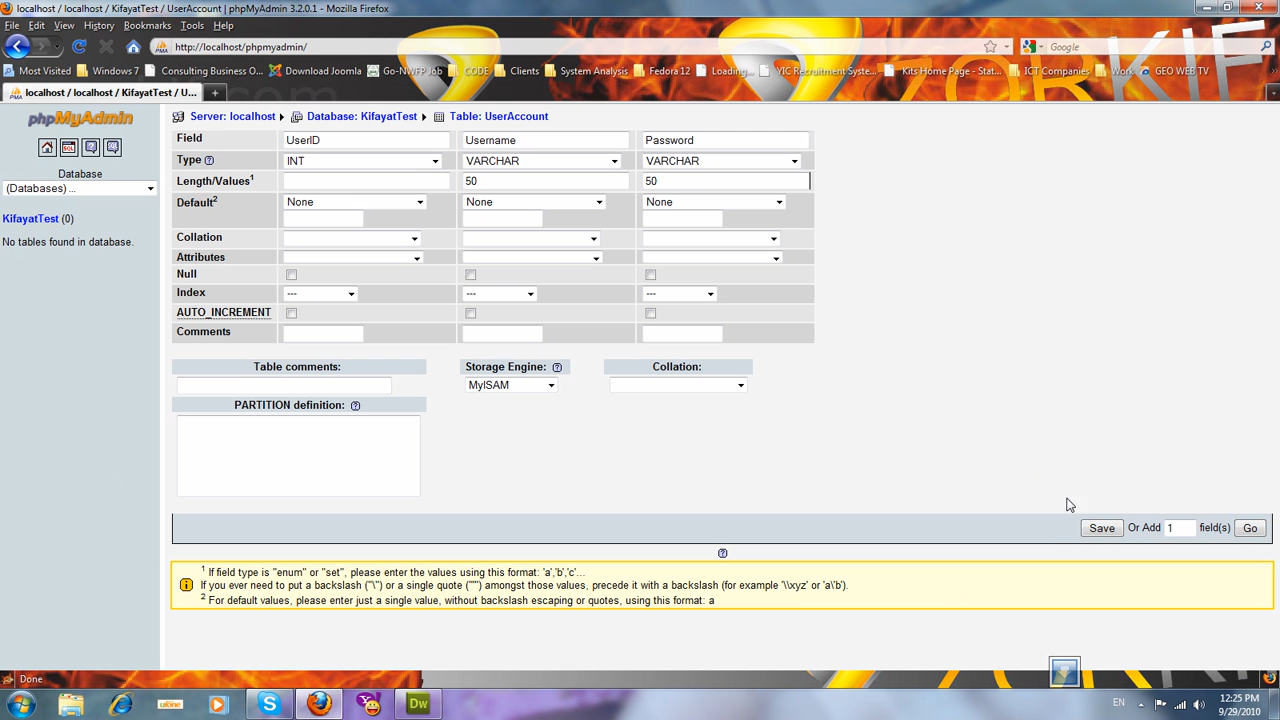 localhost / localhost / KifayatTest / UserAccount | phpMyAdmin 3.2.0.1 - Mozilla Firefox
File Edit View History Bookmarks Tools Help
http://localhost/phpmyadmin/
Google
Most Visited Windows 7 Consulting Business O... CODE Download Joomla Go-NWFP Job Clients System Analysis Fedora 12 Loading... YIC Recruitment Syste... Kits Home Page - Stat... ICT Companies Work GEO WEB TV
localhost / localhost / KifayatTest / U...
phpMyAdmin
Server: localhost Database: KifayatTest Table: UserAccount
Database
(Databases) ...
KifayatTest (0)
No tables found in database.
Field UserID Username Password
Type INT VARCHAR VARCHAR
Length/Values1 50 50
Default2 None None None
Collation
Attributes
Null
Index --- --- ---
AUTO_INCREMENT
Comments
Table comments: Storage Engine: Collation:
MyISAM
PARTITION definition:
Save Or Add 1 field(s) Go
1 If field type is "enum" or "set", please enter the values using this format: 'a','b','c'...
If you ever need to put a backslash ("\") or a single quote ("'") amongst those values, precede it with a backslash (for example '\\xyz' or 'a\'b').
2 For default values, please enter just a single value, without backslash escaping or quotes, using this format: a
Done
EN 12:25 PM
9/29/2010